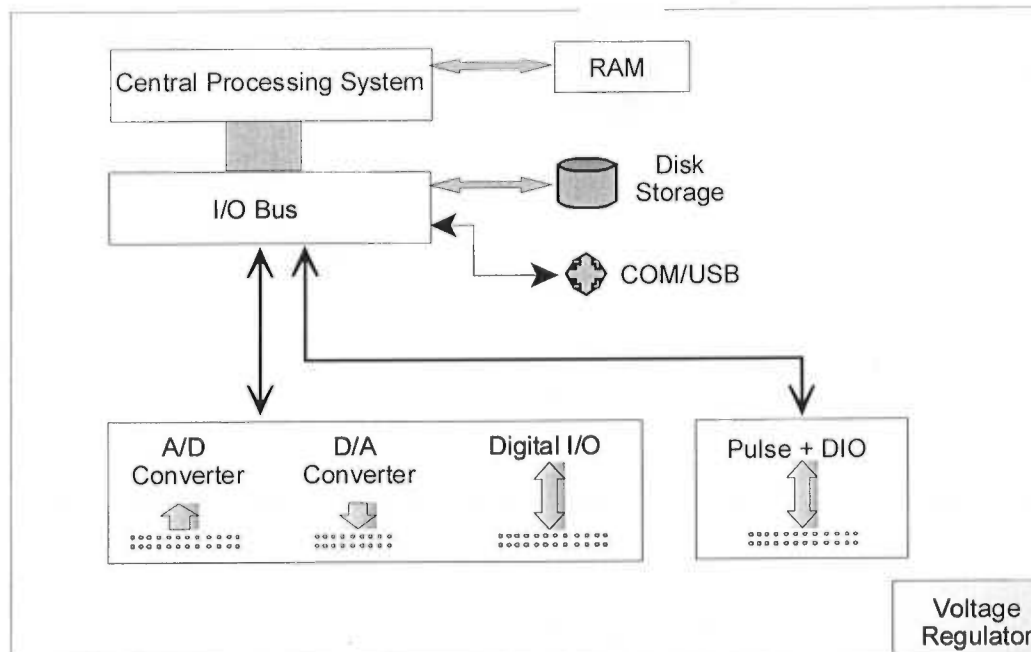 Central Processing System
RAM
I/O Bus
Disk
Storage
COM/USB
A/D
Converter
D/A
Converter
Digital I/O
Pulse + DIO
Voltage
Regulator